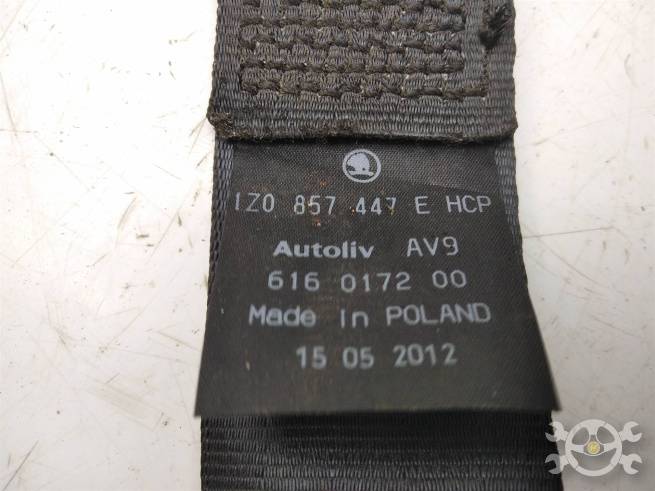 1Z0 857 447 E HCP
Autoliv AV9
616 0172 00
Made in POLAND
15 05 2012